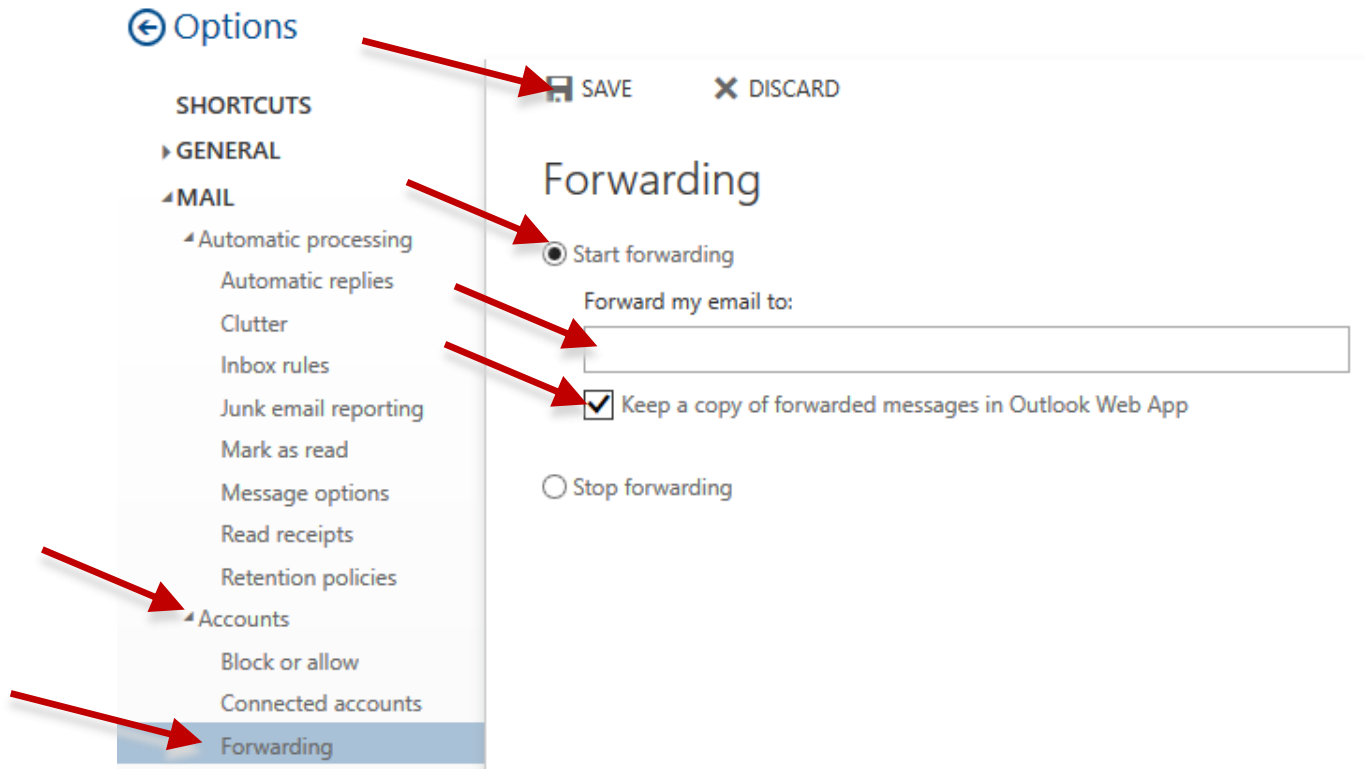 Options
SHORTCUTS
GENERAL
MAIL
Automatic processing
Automatic replies
Clutter
Inbox rules
Junk email reporting
Mark as read
Message options
Read receipts
Retention policies
Accounts
Block or allow
Connected accounts
Forwarding
SAVE DISCARD
Forwarding
Start forwarding
Forward my email to:
Keep a copy of forwarded messages in Outlook Web App
Stop forwarding